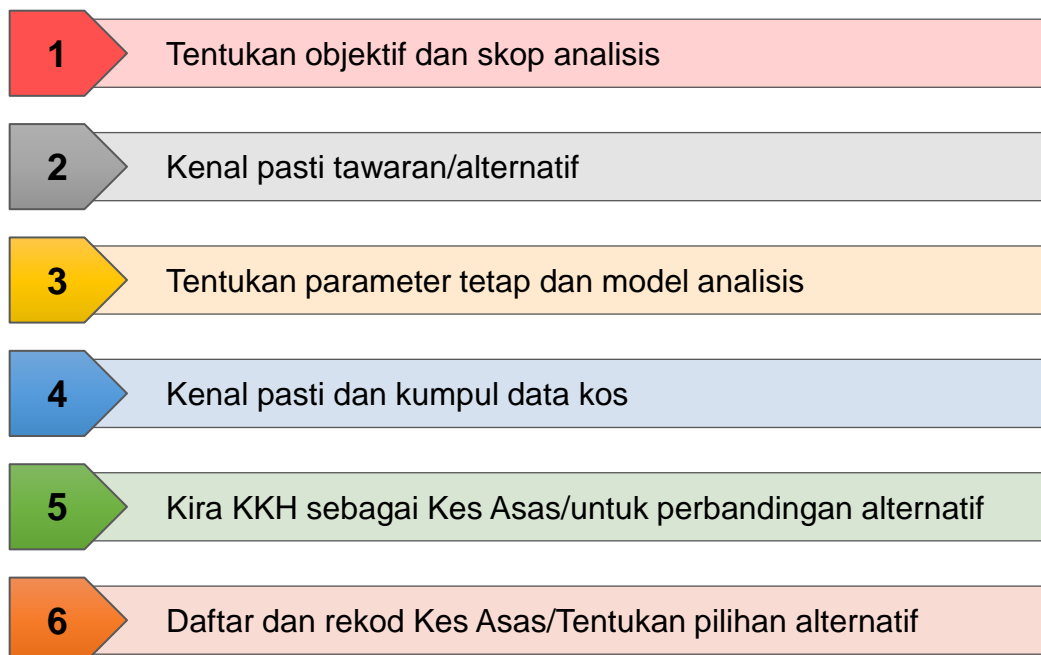 1 Tentukan objektif dan skop analisis
2 Kenal pasti tawaran/alternatif
3 Tentukan parameter tetap dan model analisis
4 Kenal pasti dan kumpul data kos
5 Kira KKH sebagai Kes Asas/untuk perbandingan alternatif
6 Daftar dan rekod Kes Asas/Tentukan pilihan alternatif